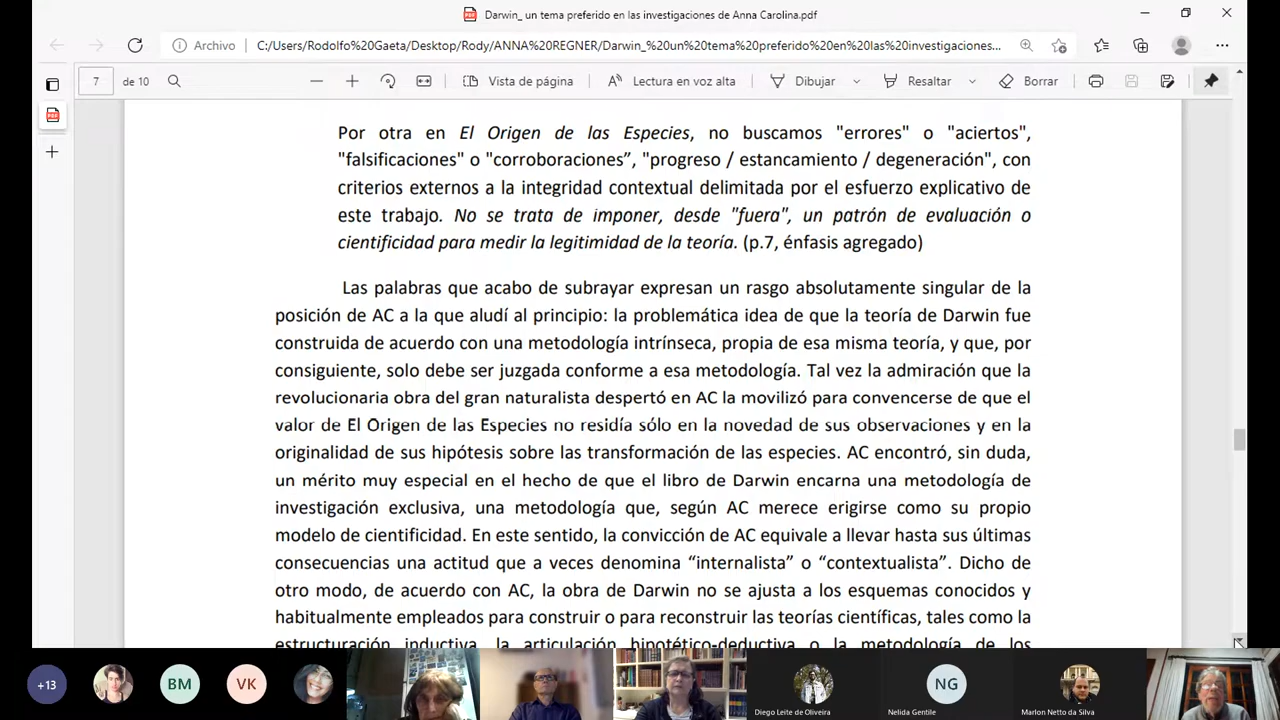 Darwin_ un tema preferido en las investigaciones de Anna Carolina.pdf
Archivo
C:/Users/Rodolfo%20Gaeta/Desktop/Rody/ANNA%20REGNER/Darwin_%20un%20tema%20preferido%20en%20las%20investigaciones...
7 de 10
Vista de página
Lectura en voz alta
Dibujar
Resaltar
Borrar
Por otra en El Origen de las Especies, no buscamos "errores" o "aciertos",
"falsificaciones" o "corroboraciones”, "progreso / estancamiento / degeneración", con
criterios externos a la integridad contextual delimitada por el esfuerzo explicativo de
este trabajo. No se trata de imponer, desde "fuera", un patrón de evaluación o
cientificidad para medir la legitimidad de la teoría. (p.7, énfasis agregado)
Las palabras que acabo de subrayar expresan un rasgo absolutamente singular de la
posición de AC a la que aludí al principio: la problemática idea de que la teoría de Darwin fue
construida de acuerdo con una metodología intrínseca, propia de esa misma teoría, y que, por
consiguiente, solo debe ser juzgada conforme a esa metodología. Tal vez la admiración que la
revolucionaria obra del gran naturalista despertó en AC la movilizó para convencerse de que el
valor de El Origen de las Especies no residía sólo en la novedad de sus observaciones y en la
originalidad de sus hipótesis sobre las transformación de las especies. AC encontró, sin duda,
un mérito muy especial en el hecho de que el libro de Darwin encarna una metodología de
investigación exclusiva, una metodología que, según AC merece erigirse como su propio
modelo de cientificidad. En este sentido, la convicción de AC equivale a llevar hasta sus últimas
consecuencias una actitud que a veces denomina “internalista” o “contextualista”. Dicho de
otro modo, de acuerdo con AC, la obra de Darwin no se ajusta a los esquemas conocidos y
habitualmente empleados para construir o para reconstruir las teorías científicas, tales como la
estructuración inductiva, la articulación hipotético-deductiva o la metodología de los
+13
BM
VK
NG
Diego Leite de Oliveira
Nelida Gentile
Marlon Netto da Silva